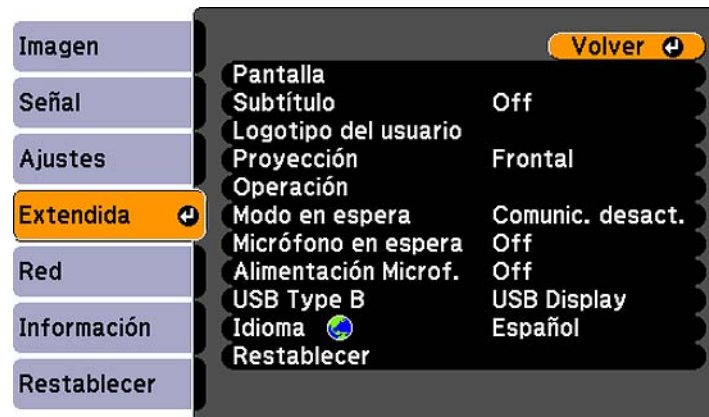 Imagen
Señal
Ajustes
Extendida
Red
Información
Restablecer
Volver
Pantalla
Subtítulo Off
Logotipo del usuario
Proyección Frontal
Operación
Modo en espera Comunic. desact.
Micrófono en espera Off
Alimentación Microf. Off
USB Type B USB Display
Idioma Español
Restablecer